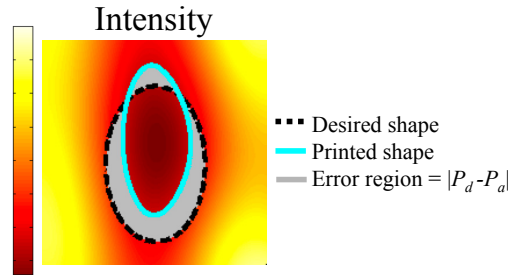 Intensity
Desired shape
Printed shape
Error region = |P_d-P_a|